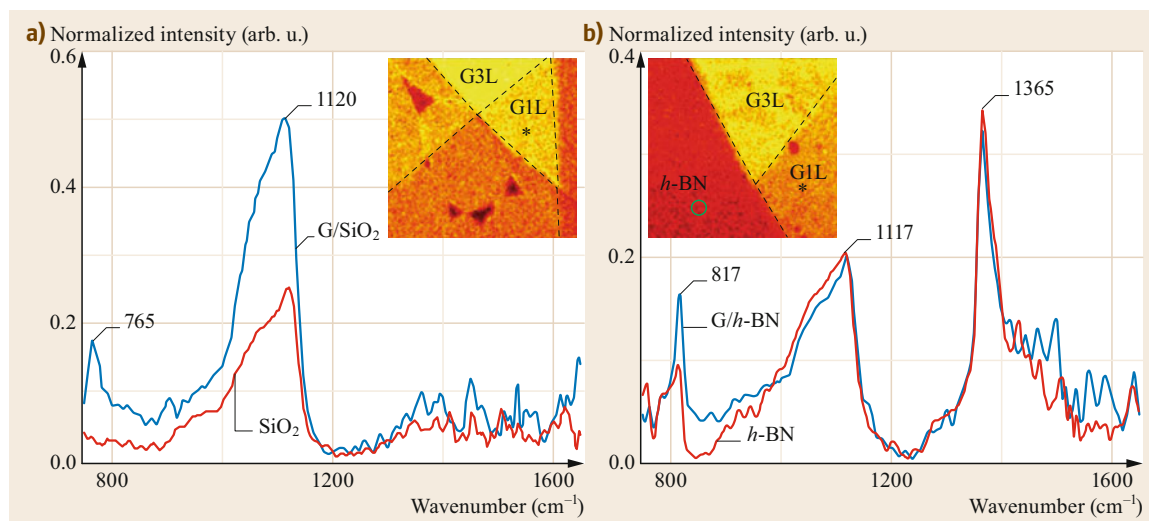 a) Normalized intensity (arb. u.)
0.6
0.4
0.2
0.0
1120
765
G/SiO₂
SiO₂
G3L
G1L
*
800
1200
1600
Wavenumber (cm⁻¹)
b) Normalized intensity (arb. u.)
0.4
0.2
0.0
G3L
G1L
*
h-BN
1365
1117
817
G/h-BN
h-BN
800
1200
1600
Wavenumber (cm⁻¹)